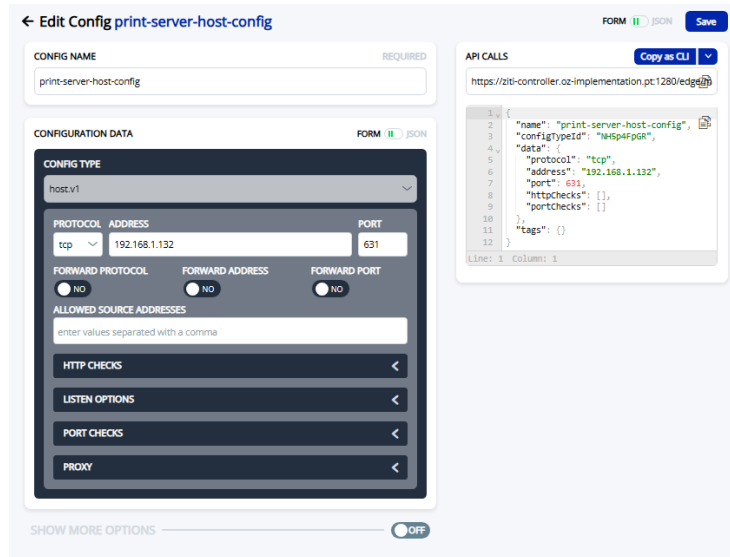 ← Edit Config print-server-host-config
FORM JSON
Save
CONFIG NAME
REQUIRED
print-server-host-config
CONFIGURATION DATA
FORM JSON
CONFIG TYPE
host.v1
PROTOCOL ADDRESS PORT
tcp 192.168.1.132 631
FORWARD PROTOCOL FORWARD ADDRESS FORWARD PORT
NO NO NO
ALLOWED SOURCE ADDRESSES
enter values separated with a comma
HTTP CHECKS
LISTEN OPTIONS
PORT CHECKS
PROXY
SHOW MORE OPTIONS
OFF
API CALLS
Copy as CLI
https://ziti-controller.oz-implementation.pt:1280/edge/m
1 {
2 "name": "print-server-host-config",
3 "configTypeId": "NH5p4FpGR",
4 "data": {
5 "protocol": "tcp",
6 "address": "192.168.1.132",
7 "port": 631,
8 "httpChecks": [],
9 "portChecks": []
10 },
11 "tags": {}
12 }
Line: 1 Column: 1